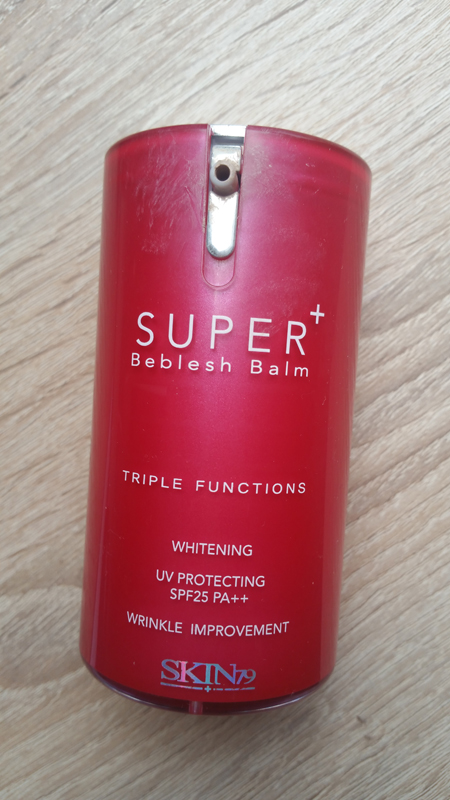 SUPER+
Beblesh Balm
TRIPLE FUNCTIONS
WHITENING
UV PROTECTING
SPF25 PA++
WRINKLE IMPROVEMENT
SKIN79